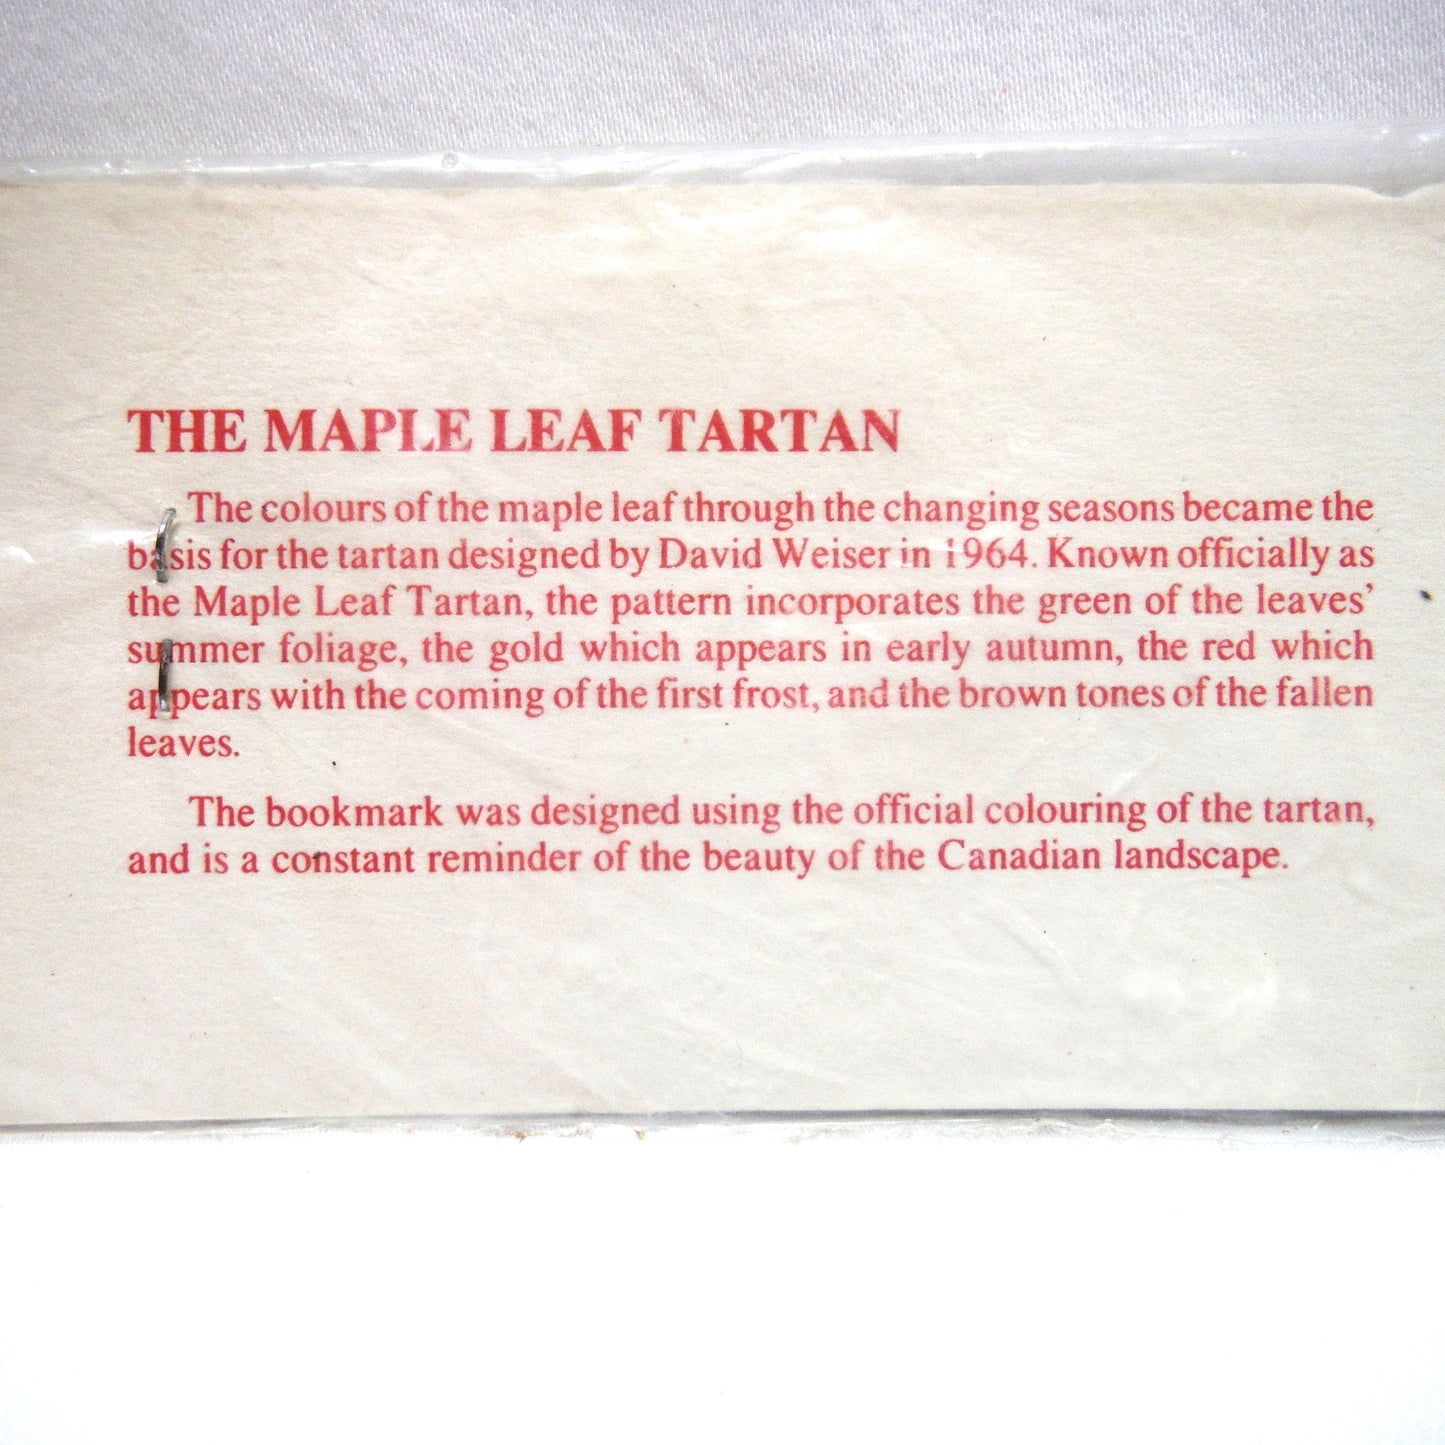 THE MAPLE LEAF TARTAN
The colours of the maple leaf through the changing seasons became the
basis for the tartan designed by David Weiser in 1964. Known officially as
the Maple Leaf Tartan, the pattern incorporates the green of the leaves’
summer foliage, the gold which appears in early autumn, the red which
appears with the coming of the first frost, and the brown tones of the fallen
leaves.
The bookmark was designed using the official colouring of the tartan,
and is a constant reminder of the beauty of the Canadian landscape.